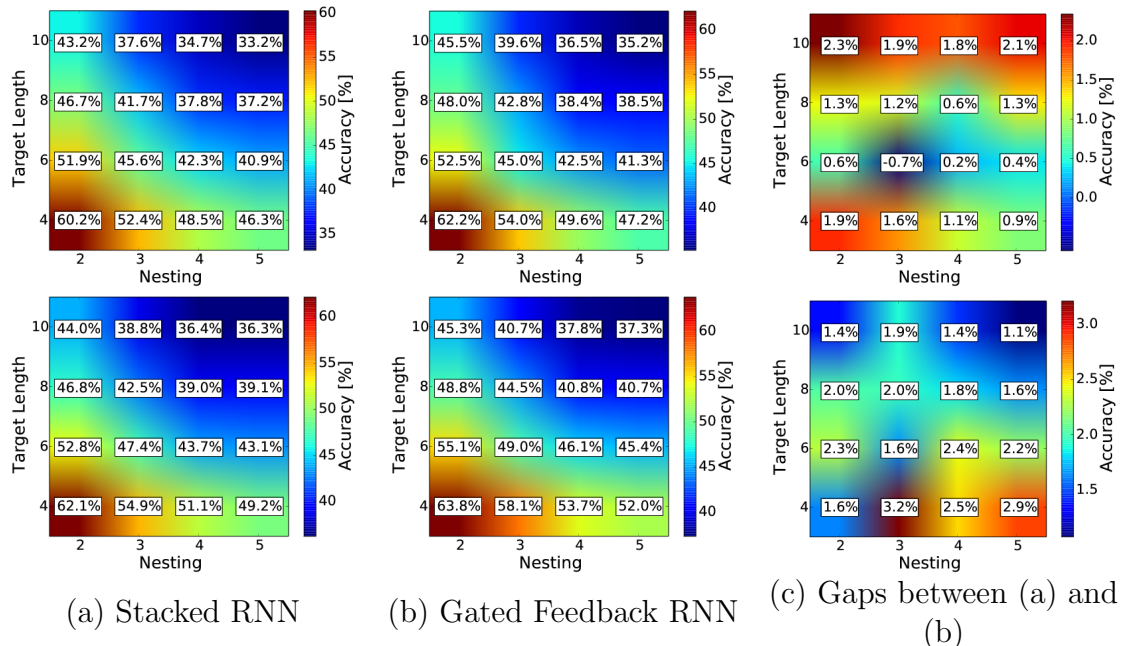 10
8
6
4
Target Length
43.2% 37.6% 34.7% 33.2%
46.7% 41.7% 37.8% 37.2%
51.9% 45.6% 42.3% 40.9%
60.2% 52.4% 48.5% 46.3%
2 3 4 5
Nesting
60
55
50
45
40
35
Accuracy [%]
10
8
6
4
Target Length
45.5% 39.6% 36.5% 35.2%
48.0% 42.8% 38.4% 38.5%
52.5% 45.0% 42.5% 41.3%
62.2% 54.0% 49.6% 47.2%
2 3 4 5
Nesting
60
55
50
45
40
Accuracy [%]
10
8
6
4
Target Length
2.3% 1.9% 1.8% 2.1%
1.3% 1.2% 0.6% 1.3%
0.6% -0.7% 0.2% 0.4%
1.9% 1.6% 1.1% 0.9%
2 3 4 5
Nesting
2.0
1.5
1.0
0.5
0.0
Accuracy [%]
10
8
6
4
Target Length
44.0% 38.8% 36.4% 36.3%
46.8% 42.5% 39.0% 39.1%
52.8% 47.4% 43.7% 43.1%
62.1% 54.9% 51.1% 49.2%
2 3 4 5
Nesting
60
55
50
45
40
Accuracy [%]
10
8
6
4
Target Length
45.3% 40.7% 37.8% 37.3%
48.8% 44.5% 40.8% 40.7%
55.1% 49.0% 46.1% 45.4%
63.8% 58.1% 53.7% 52.0%
2 3 4 5
Nesting
60
55
50
45
40
Accuracy [%]
10
8
6
4
Target Length
1.4% 1.9% 1.4% 1.1%
2.0% 2.0% 1.8% 1.6%
2.3% 1.6% 2.4% 2.2%
1.6% 3.2% 2.5% 2.9%
2 3 4 5
Nesting
3.0
2.5
2.0
1.5
Accuracy [%]
(a) Stacked RNN
(b) Gated Feedback RNN
(c) Gaps between (a) and
(b)